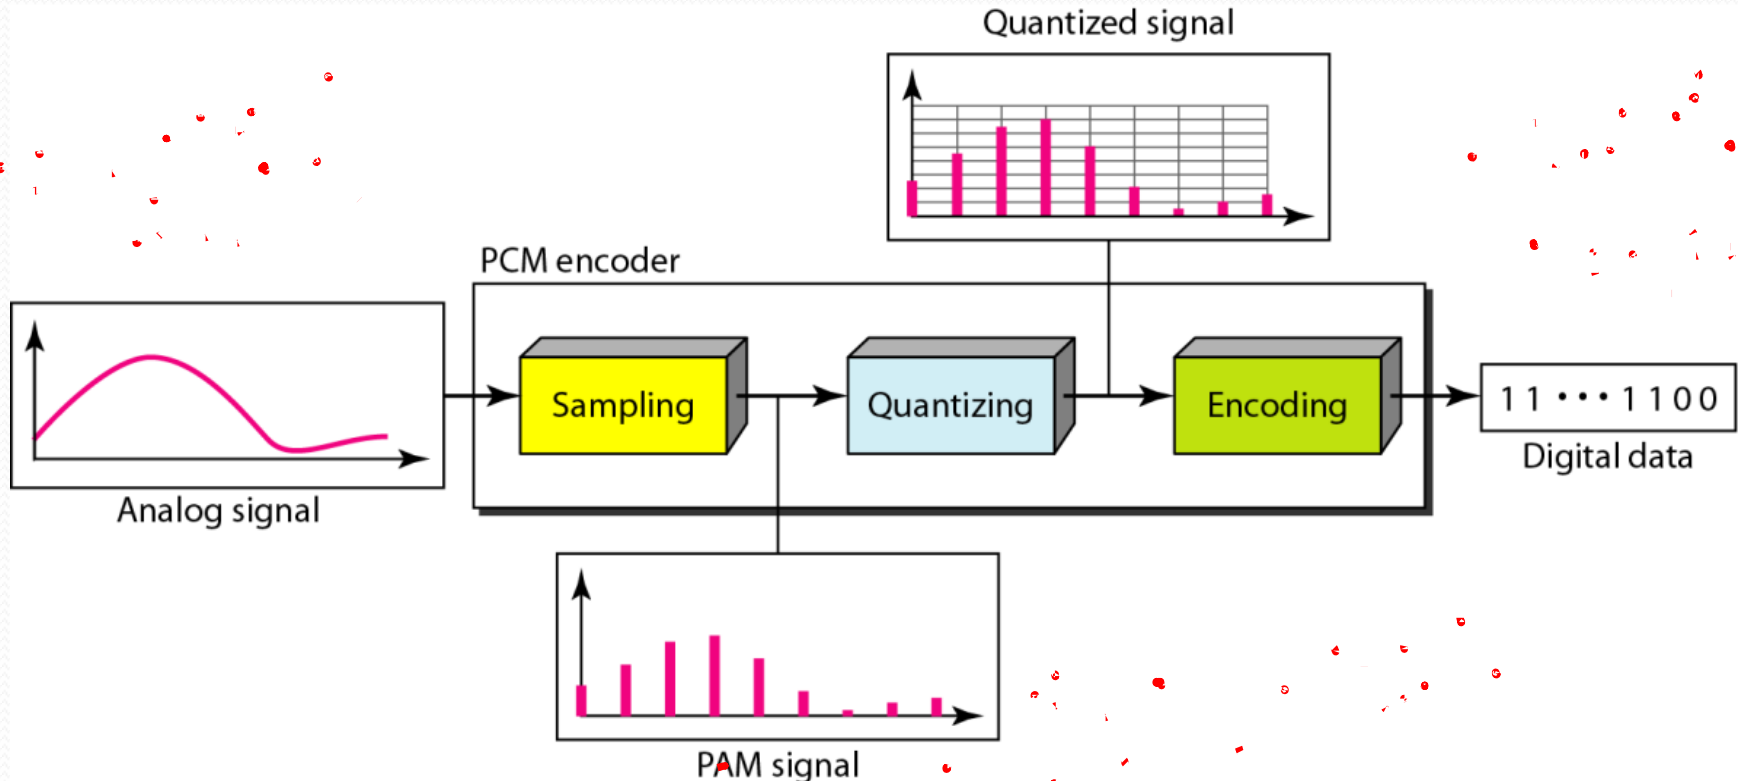 Quantized signal
PCM encoder
Sampling
Quantizing
Encoding
11•••1100
Digital data
Analog signal
PAM signal